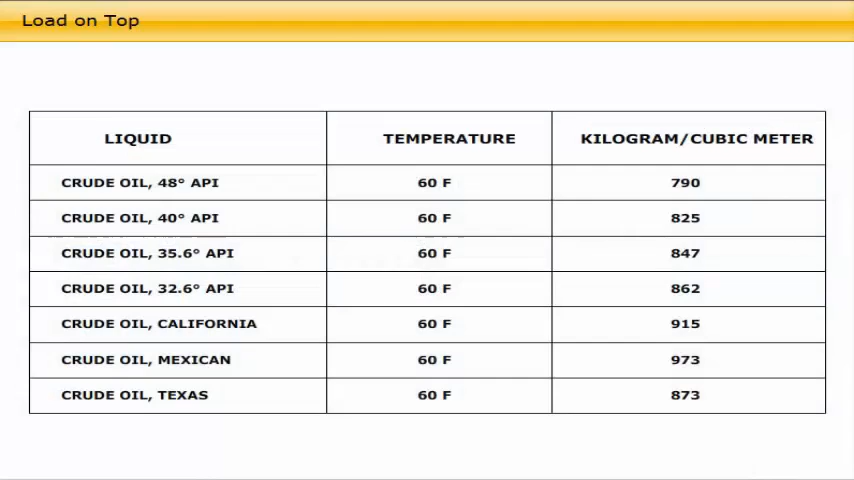 Load on Top
LIQUID TEMPERATURE KILOGRAM/CUBIC METER
CRUDE OIL, 48° API 60 F 790
CRUDE OIL, 40° API 60 F 825
CRUDE OIL, 35.6° API 60 F 847
CRUDE OIL, 32.6° API 60 F 862
CRUDE OIL, CALIFORNIA 60 F 915
CRUDE OIL, MEXICAN 60 F 973
CRUDE OIL, TEXAS 60 F 873